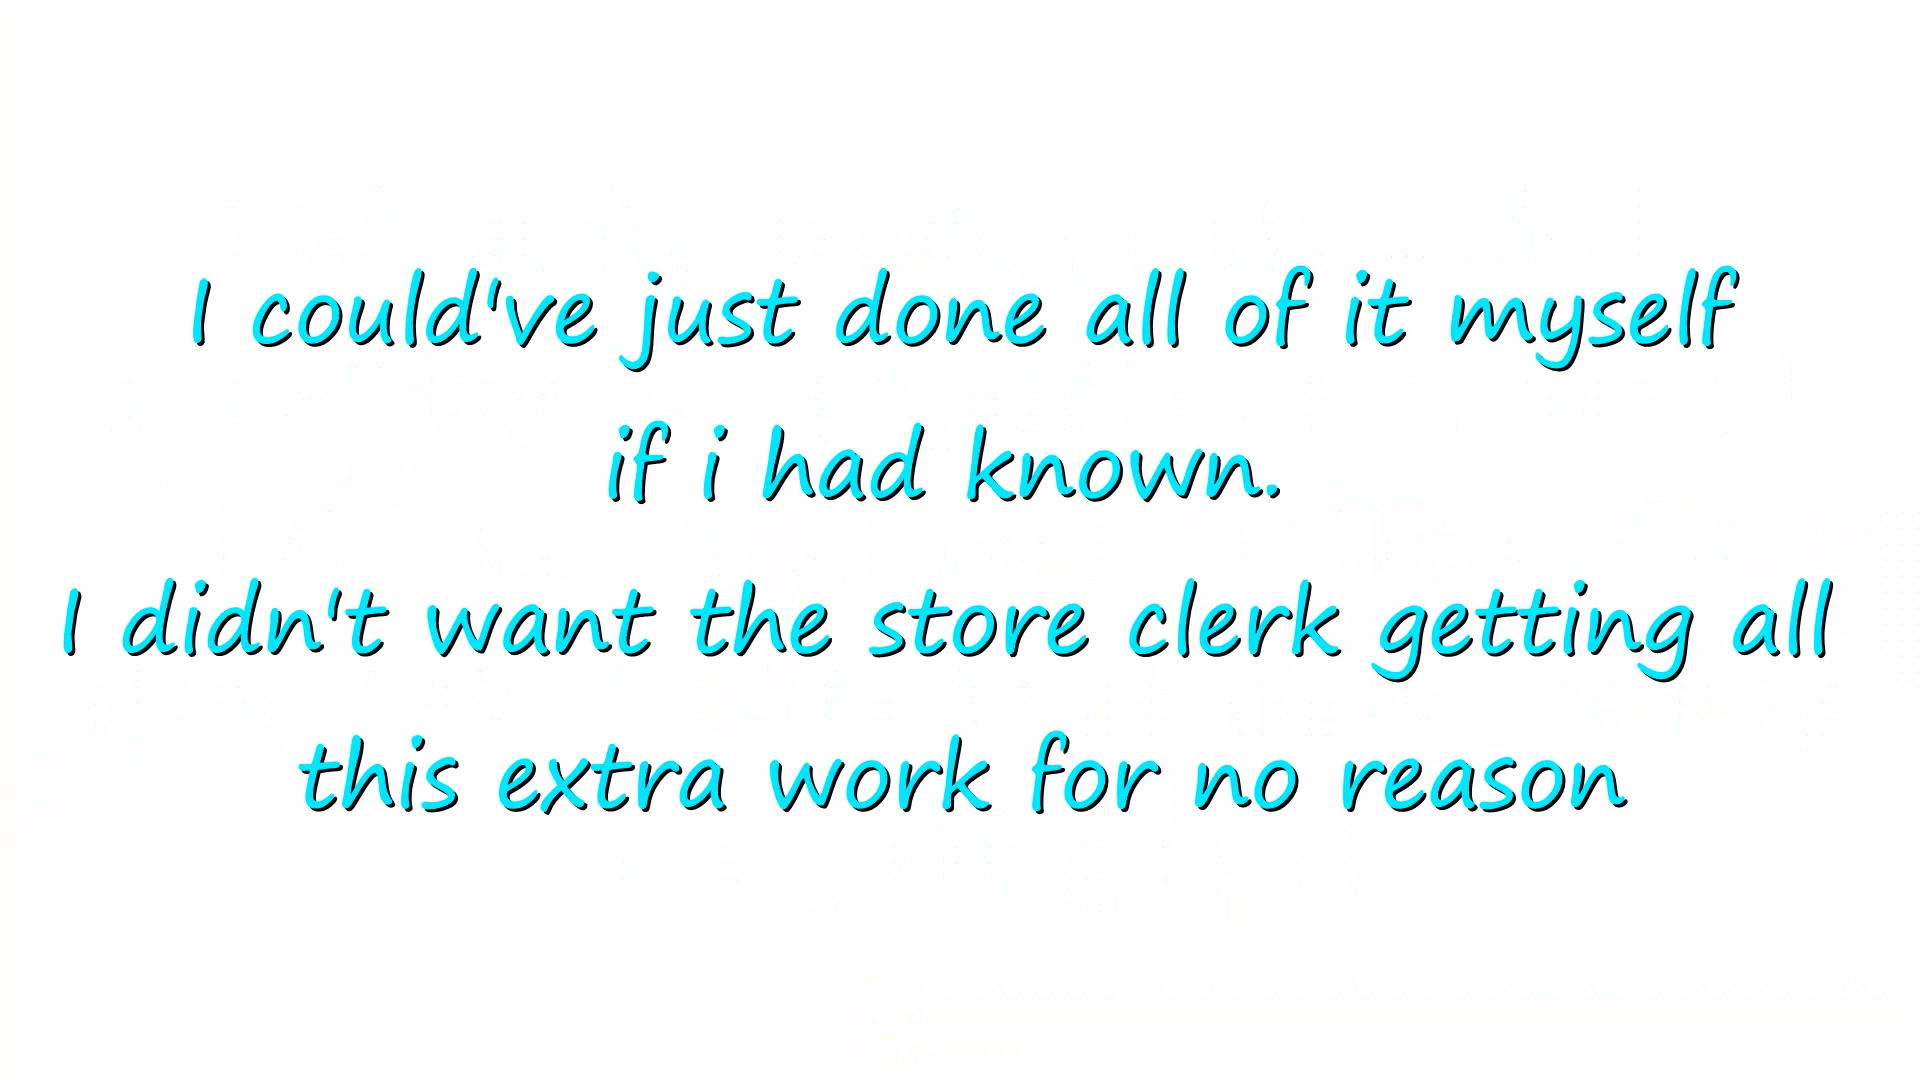 I could've just done all of it myself
if i had known.
I didn't want the store clerk getting all
this extra work for no reason